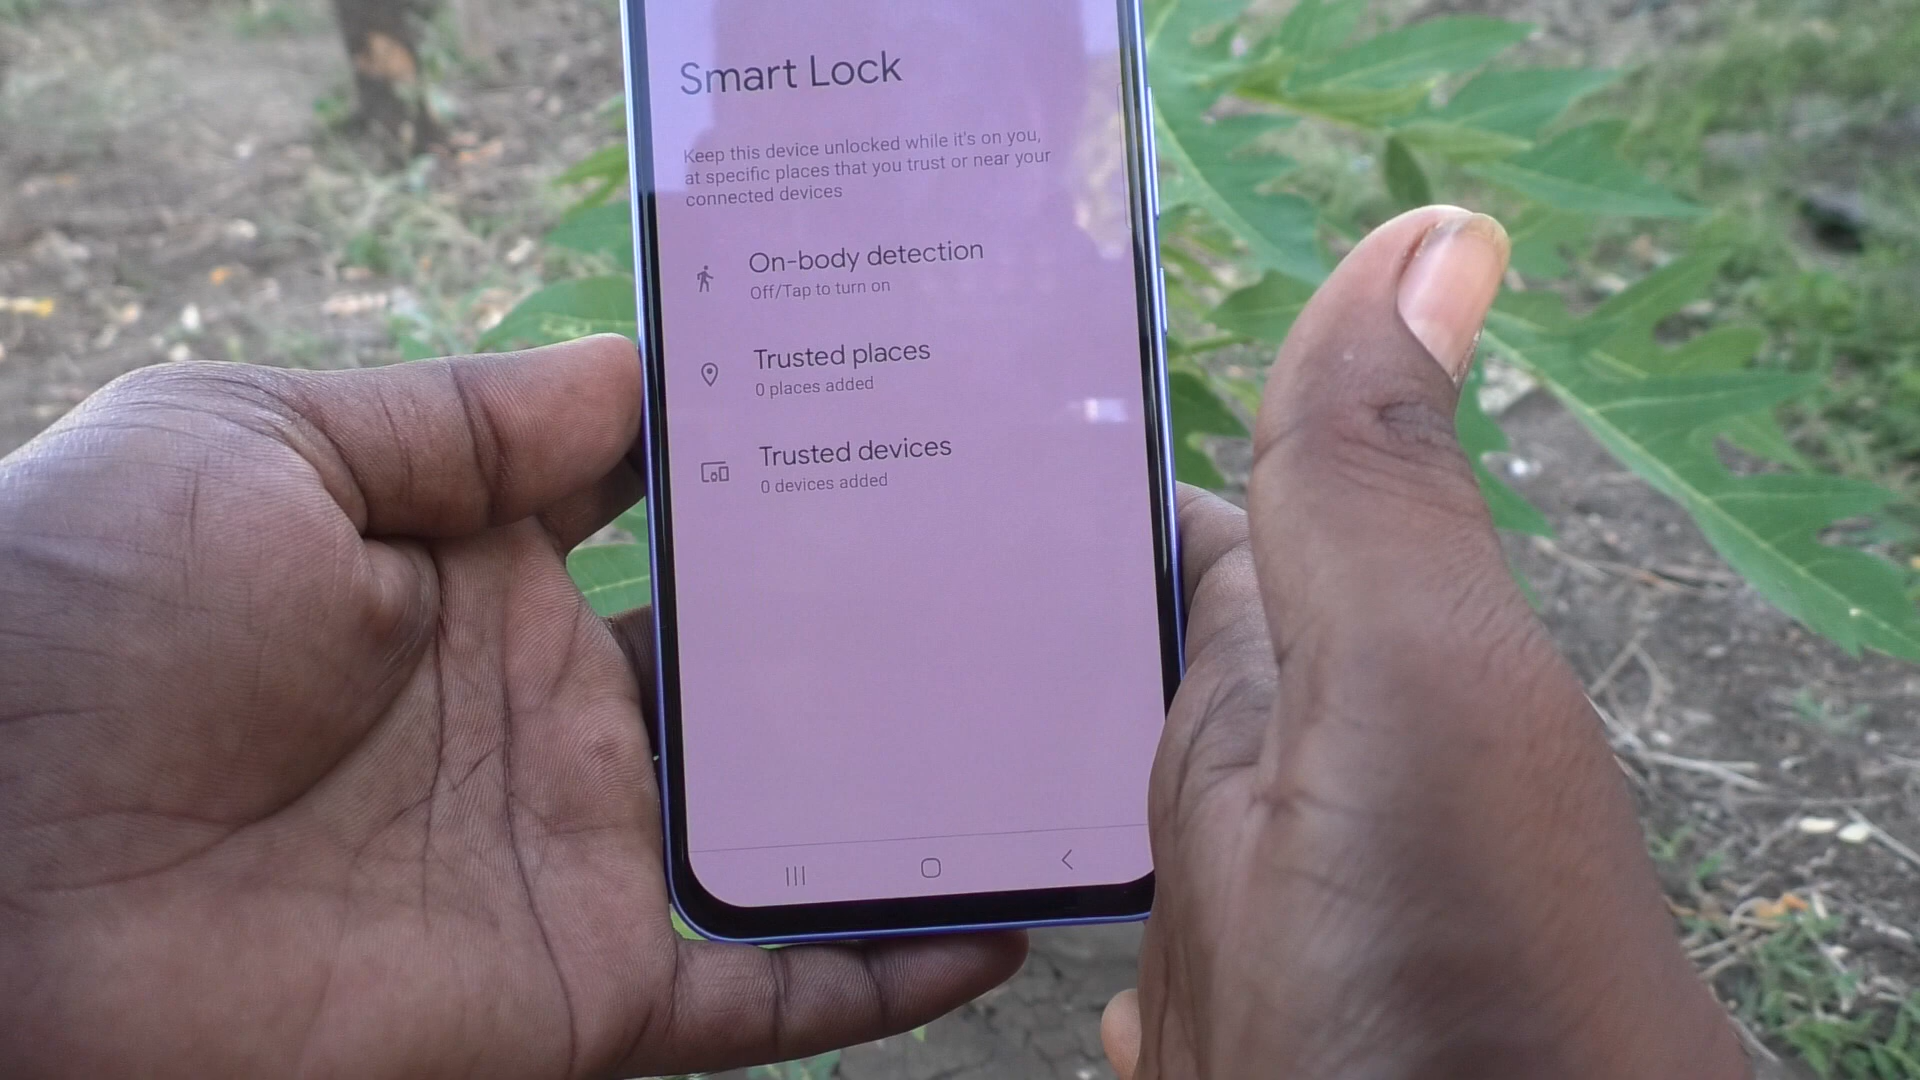 Smart Lock
Keep this device unlocked while it's on you,
at specific places that you trust or near your
connected devices
On-body detection
Off/Tap to turn on
Trusted places
0 places added
Trusted devices
0 devices added